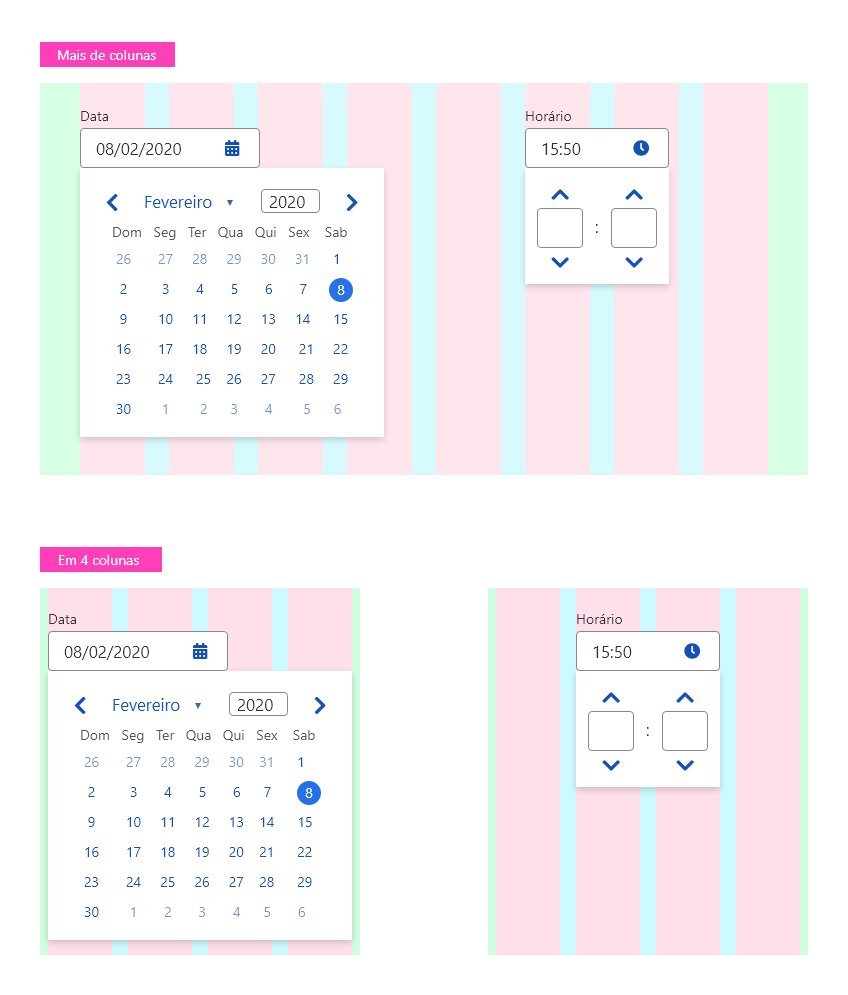 Mais de colunas
Data
08/02/2020
Fevereiro 2020
Dom Seg Ter Qua Qui Sex Sab
26 27 28 29 30 31 1
2 3 4 5 6 7 8
9 10 11 12 13 14 15
16 17 18 19 20 21 22
23 24 25 26 27 28 29
30 1 2 3 4 5 6
Horário
15:50
:
Em 4 colunas
Data
08/02/2020
Fevereiro 2020
Dom Seg Ter Qua Qui Sex Sab
26 27 28 29 30 31 1
2 3 4 5 6 7 8
9 10 11 12 13 14 15
16 17 18 19 20 21 22
23 24 25 26 27 28 29
30 1 2 3 4 5 6
Horário
15:50
: